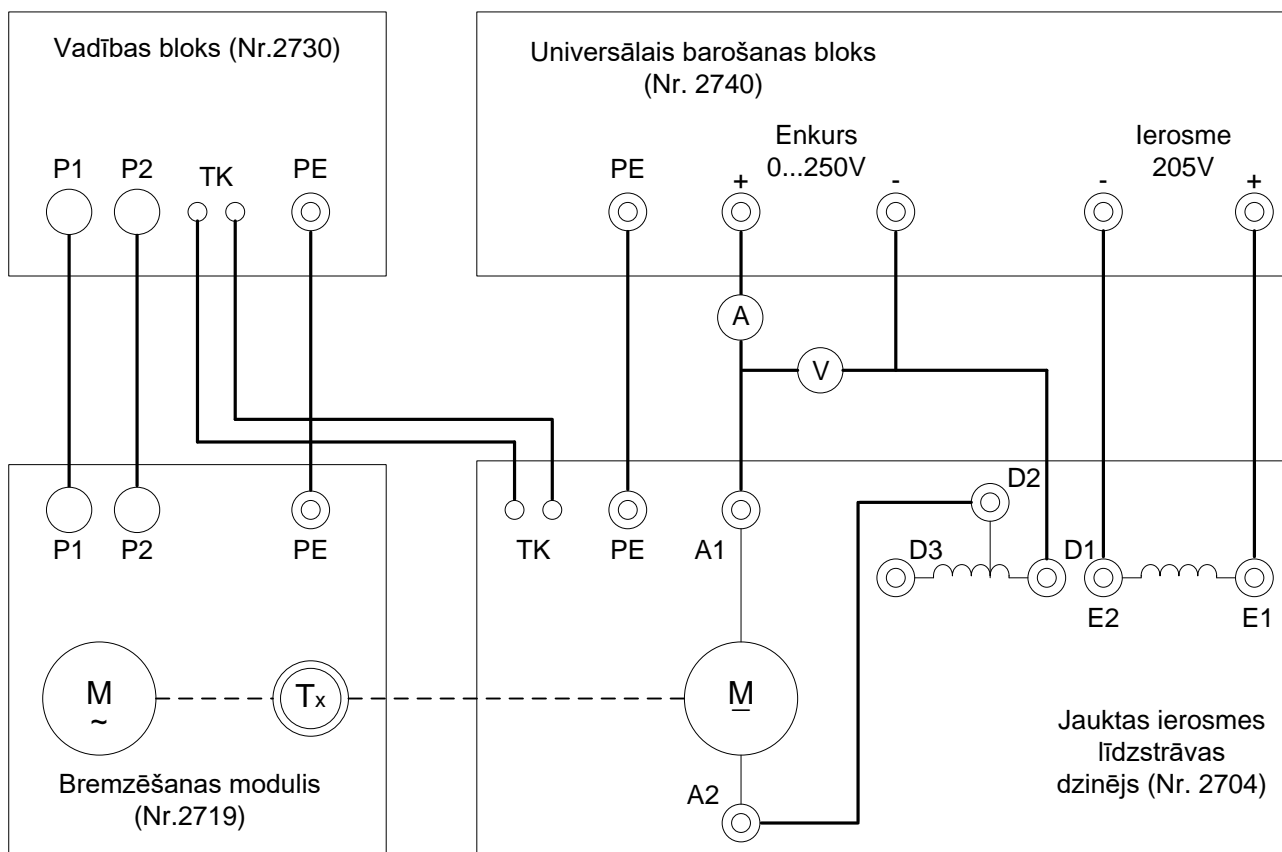 Vadības bloks (Nr.2730)
P1
P2
TK
PE
Universālais barošanas bloks
(Nr. 2740)
PE
Enkurs
0...250V
+
-
Ierosme
205V
-
+
A
V
P1
P2
PE
M
~
Tx
Bremzēšanas modulis
(Nr.2719)
TK
PE
A1
D2
D3
D1
E2
E1
M
A2
Jauktas ierosmes
līdzstrāvas
dzinējs (Nr. 2704)